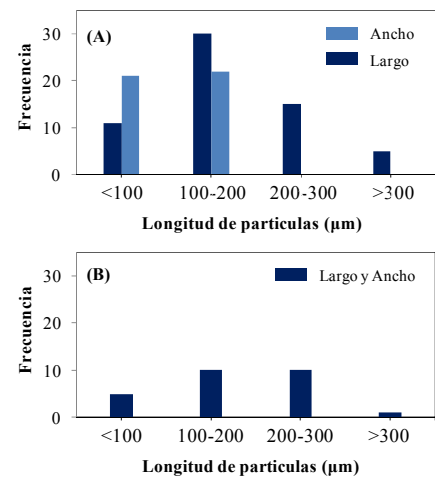 (A)
Ancho
Largo
Frecuencia
30
20
10
0
<100 100-200 200-300 >300
Longitud de particulas (µm)
(B)
Largo y Ancho
Frecuencia
30
20
10
0
<100 100-200 200-300 >300
Longitud de particulas (µm)